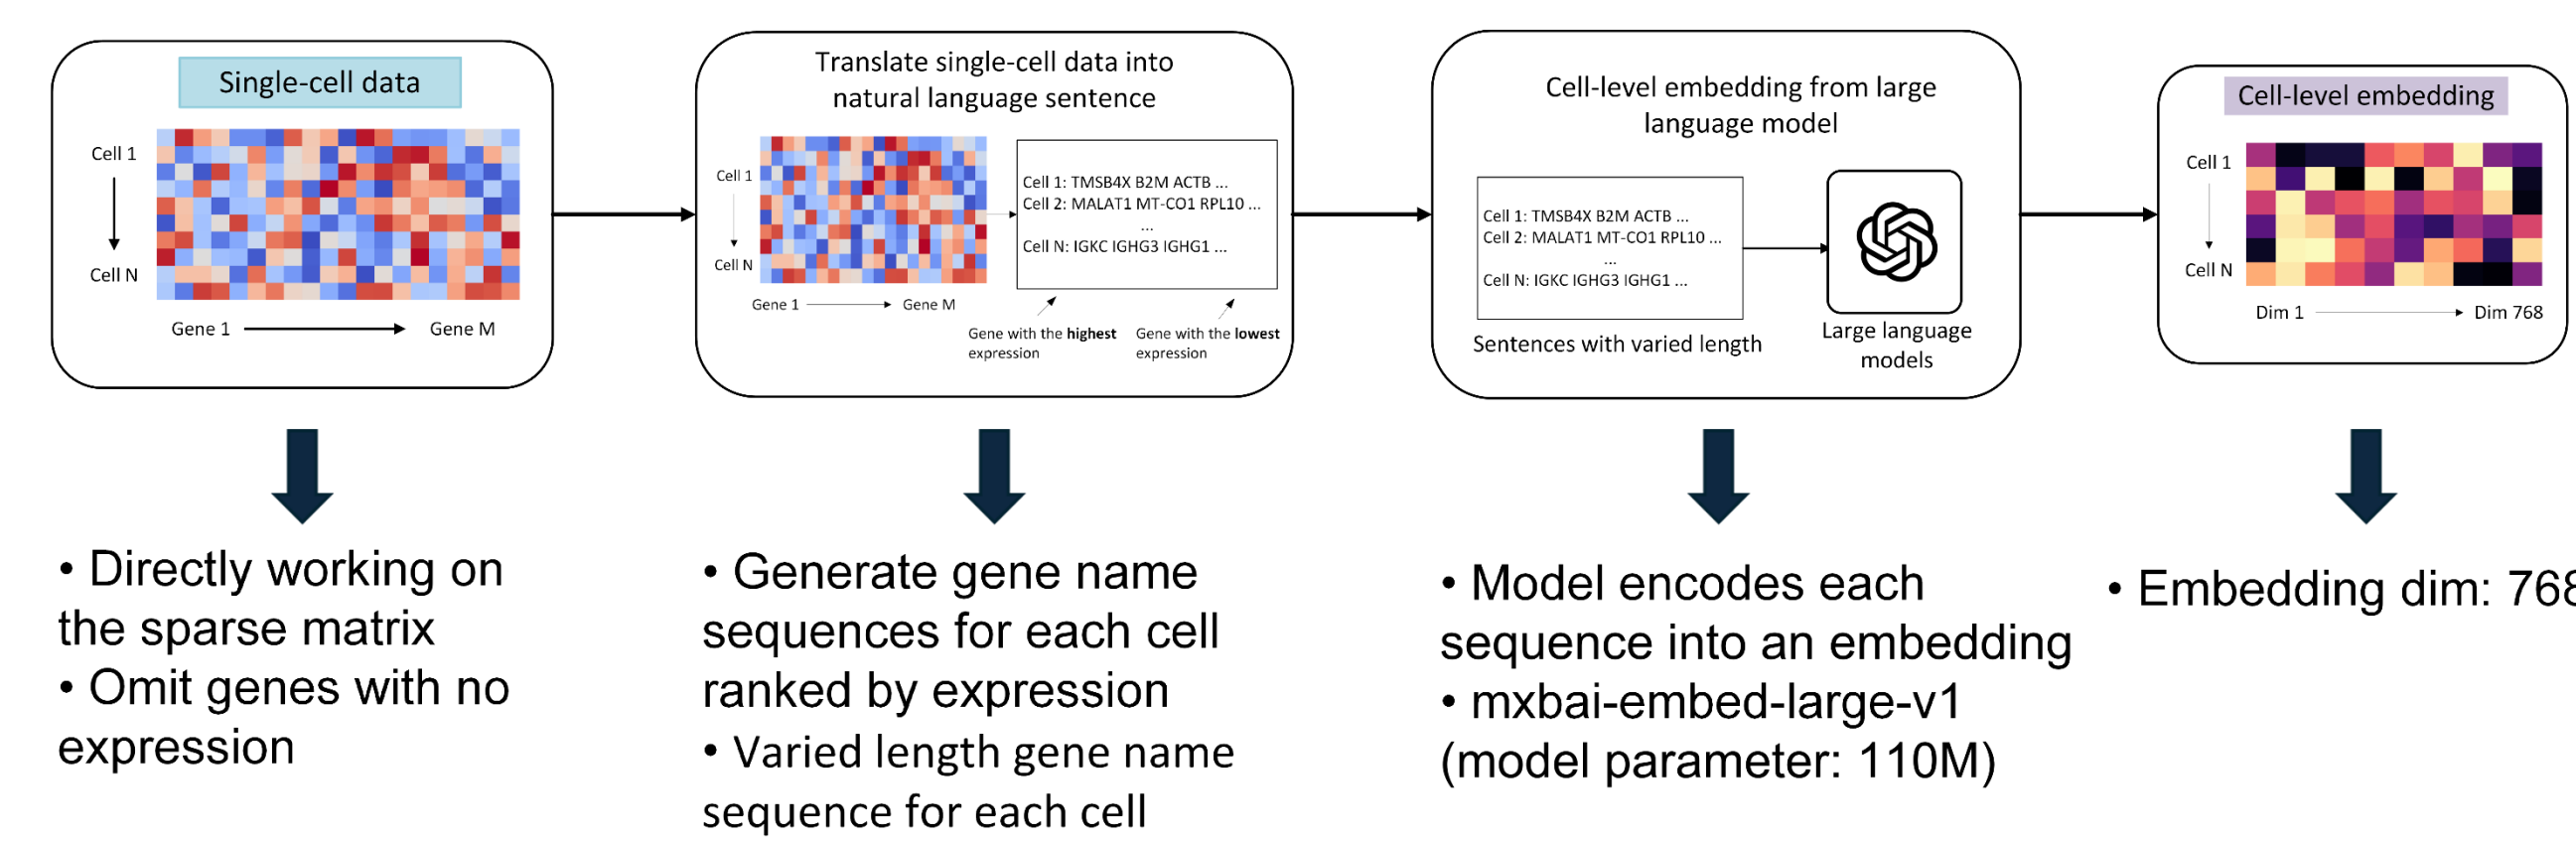 Single-cell data
Cell 1
Cell N
Gene 1
Gene M
Translate single-cell data into
natural language sentence
Cell 1
Cell N
Gene 1
Gene M
Cell 1: TMSB4X B2M ACTB ...
Cell 2: MALAT1 MT-CO1 RPL10 ...
...
Cell N: IGKC IGHG3 IGHG1 ...
Gene with the highest
expression
Gene with the lowest
expression
Cell-level embedding from large
language model
Cell 1: TMSB4X B2M ACTB ...
Cell 2: MALAT1 MT-CO1 RPL10 ...
...
Cell N: IGKC IGHG3 IGHG1 ...
Sentences with varied length
Large language
models
Cell-level embedding
Cell 1
Cell N
Dim 1
Dim 768
• Directly working on
the sparse matrix
• Omit genes with no
expression
• Generate gene name
sequences for each cell
ranked by expression
• Varied length gene name
sequence for each cell
• Model encodes each
sequence into an embedding
• mxbai-embed-large-v1
(model parameter: 110M)
• Embedding dim: 768